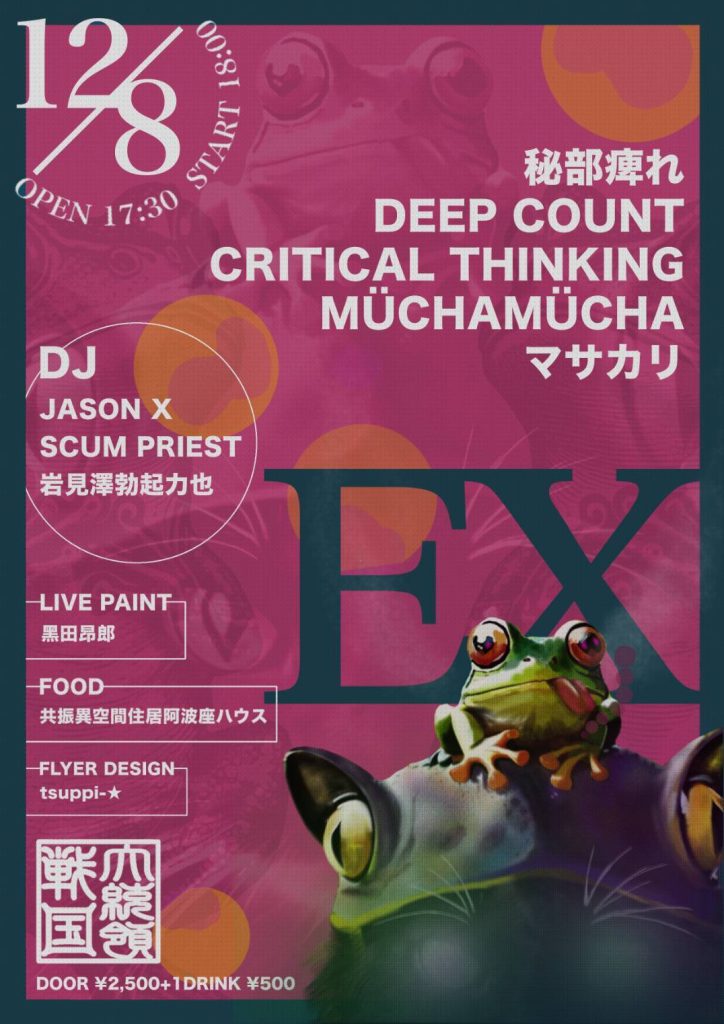 12/8
OPEN 17:30 START 18:00
秘部痺れ
DEEP COUNT
CRITICAL THINKING
MÜCHAMÜCHA
マサカリ
DJ
JASON X
SCUM PRIEST
岩見澤勃起力也
EX
LIVE PAINT
黑田昂郎
FOOD
共振異空間住居阿波座ハウス
FLYER DESIGN
tsuppi-★
大統領
戦国
DOOR ¥2,500+1DRINK ¥500